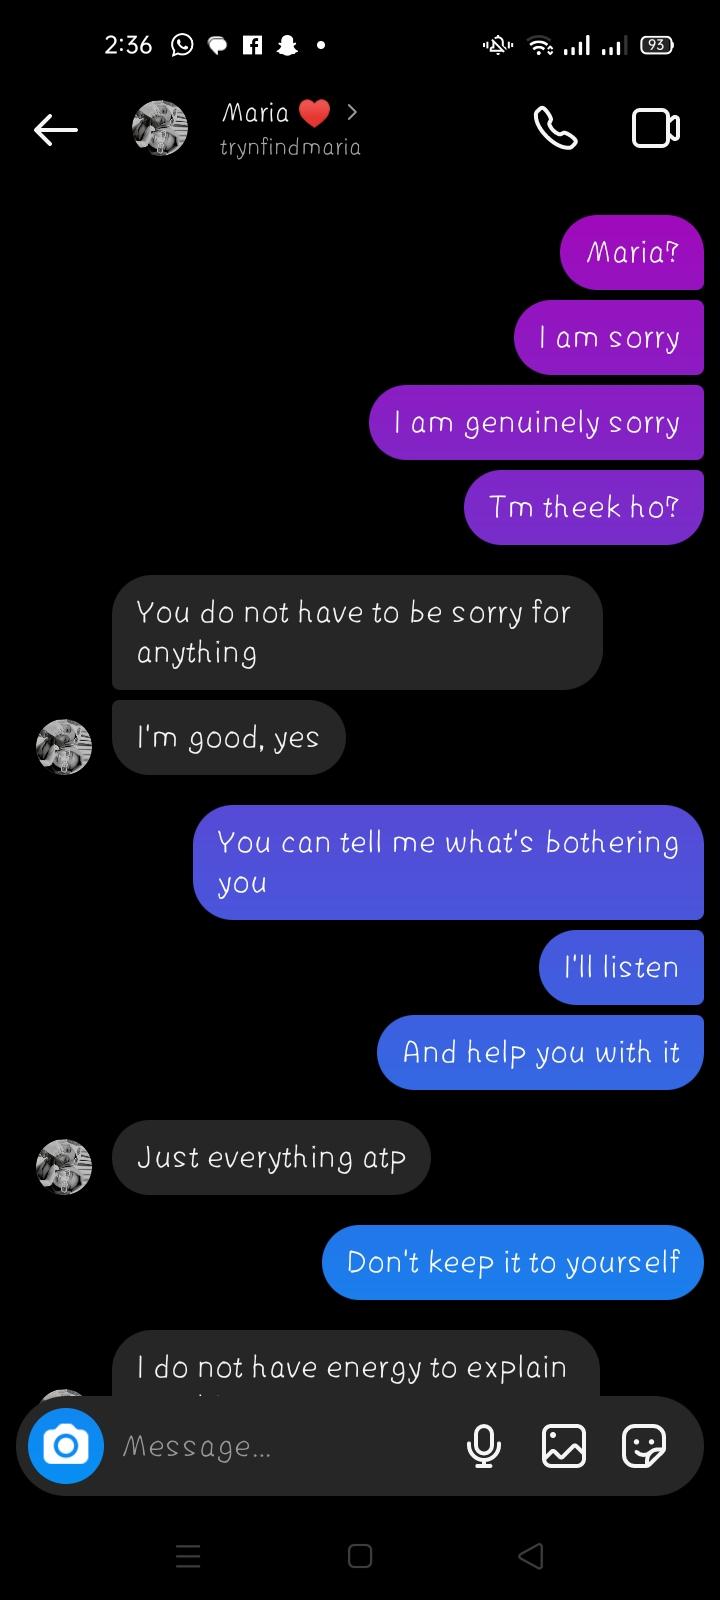 2:36
93
Maria ❤️ >
trynfindmaria
Maria?
I am sorry
I am genuinely sorry
Tm theek ho?
You do not have to be sorry for
anything
I'm good, yes
You can tell me what's bothering
you
I'll listen
And help you with it
Just everything atp
Don't keep it to yourself
I do not have energy to explain
Message...